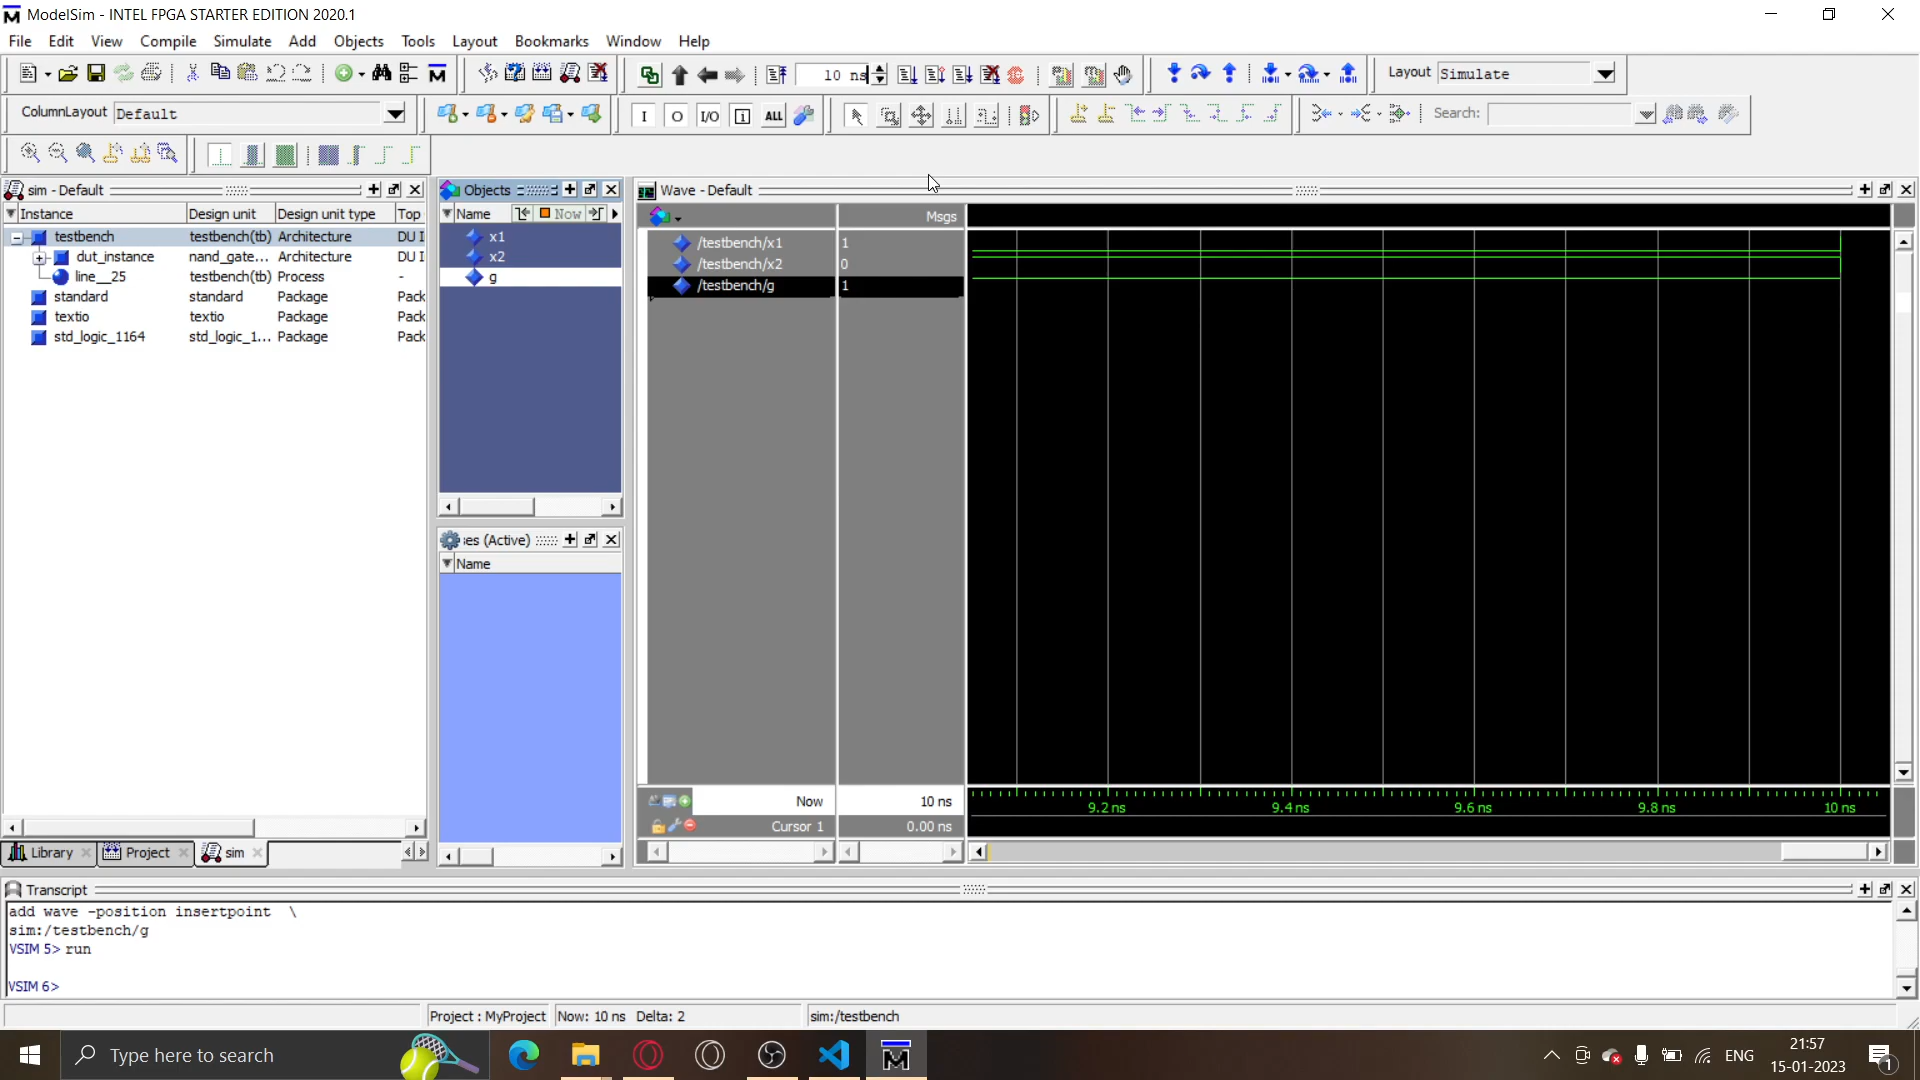 ModelSim - INTEL FPGA STARTER EDITION 2020.1
File Edit View Compile Simulate Add Objects Tools Layout Bookmarks Window Help
10 ns
Layout Simulate
ColumnLayout Default
I O I/O ALL
Search:
sim - Default
Instance Design unit Design unit type Top
testbench testbench(tb) Architecture DU I
dut_instance nand_gate... Architecture DU I
line__25 testbench(tb) Process -
standard standard Package Pack
textio textio Package Pack
std_logic_1164 std_logic_1... Package Pack
Library Project sim
Objects
Name Now
x1
x2
g
ses (Active)
Name
Wave - Default
Msgs
/testbench/x1 1
/testbench/x2 0
/testbench/g 1
Now 10 ns
Cursor 1 0.00 ns
9.2 ns 9.4 ns 9.6 ns 9.8 ns 10 ns
Transcript
add wave -position insertpoint \
sim:/testbench/g
VSIM 5> run
VSIM 6>
Project : MyProject Now: 10 ns Delta: 2 sim:/testbench
Type here to search
ENG
21:57
15-01-2023
1